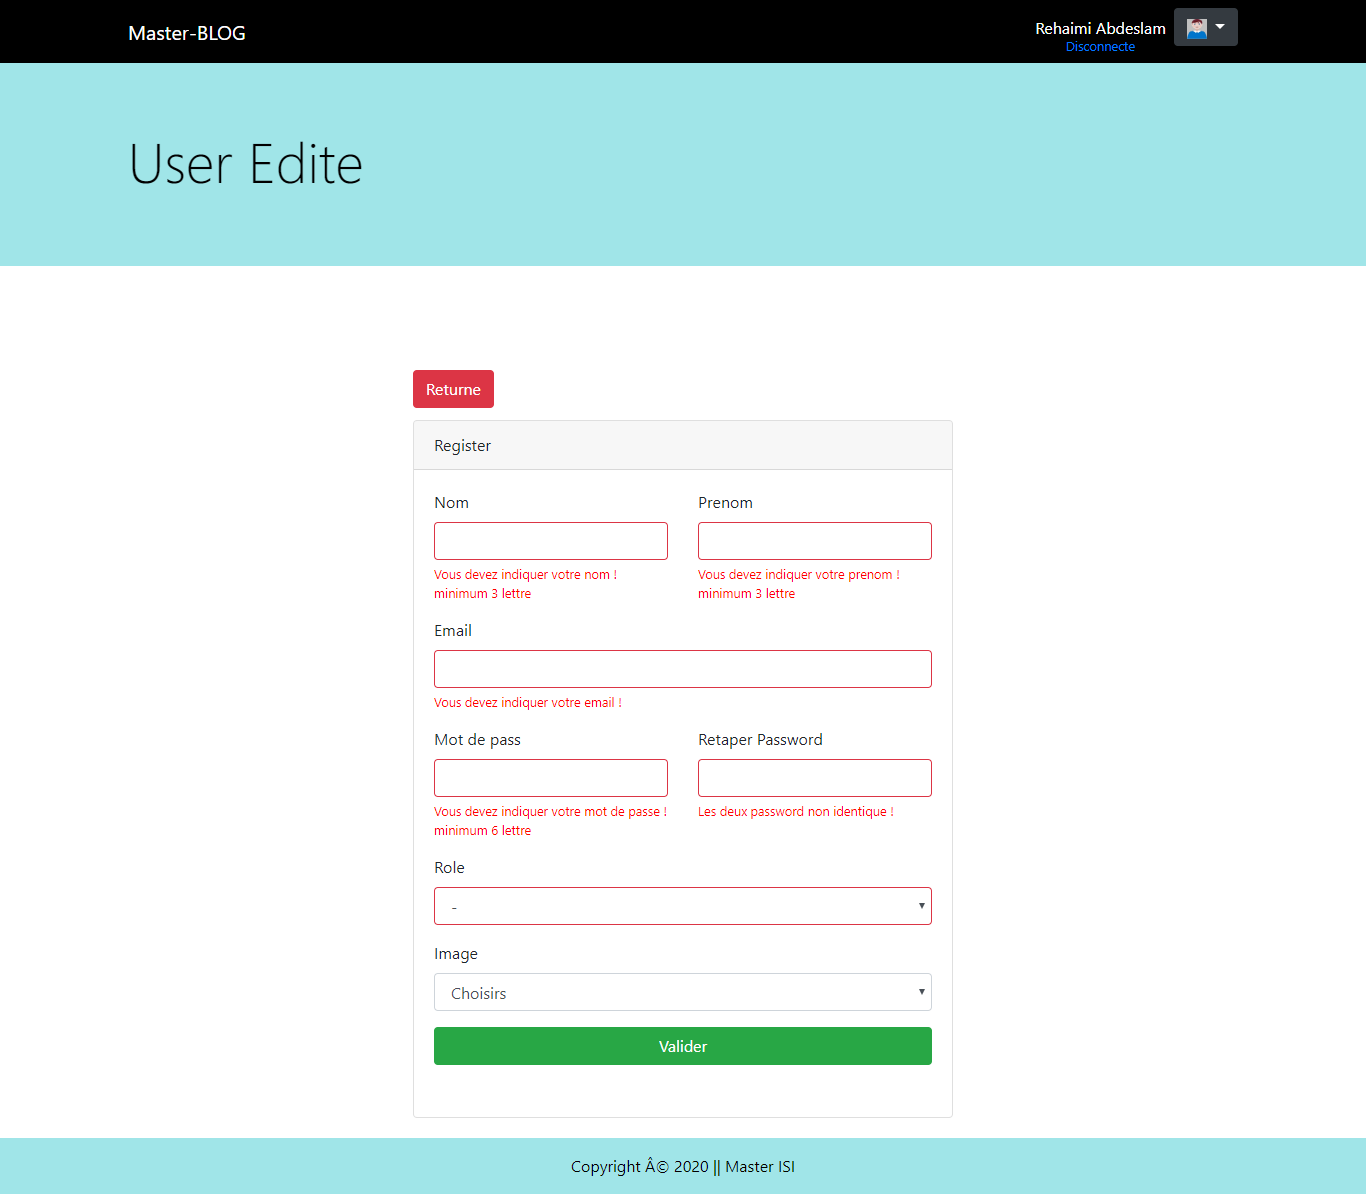 Master-BLOG
Rehaimi Abdeslam
Disconnecte
User Edite
Returne
Register
Nom
Prenom
Vous devez indiquer votre nom !
minimum 3 lettre
Vous devez indiquer votre prenom !
minimum 3 lettre
Email
Vous devez indiquer votre email !
Mot de pass
Retaper Password
Vous devez indiquer votre mot de passe !
minimum 6 lettre
Les deux password non identique !
Role
-
Image
Choisirs
Valider
Copyright Â© 2020 || Master ISI